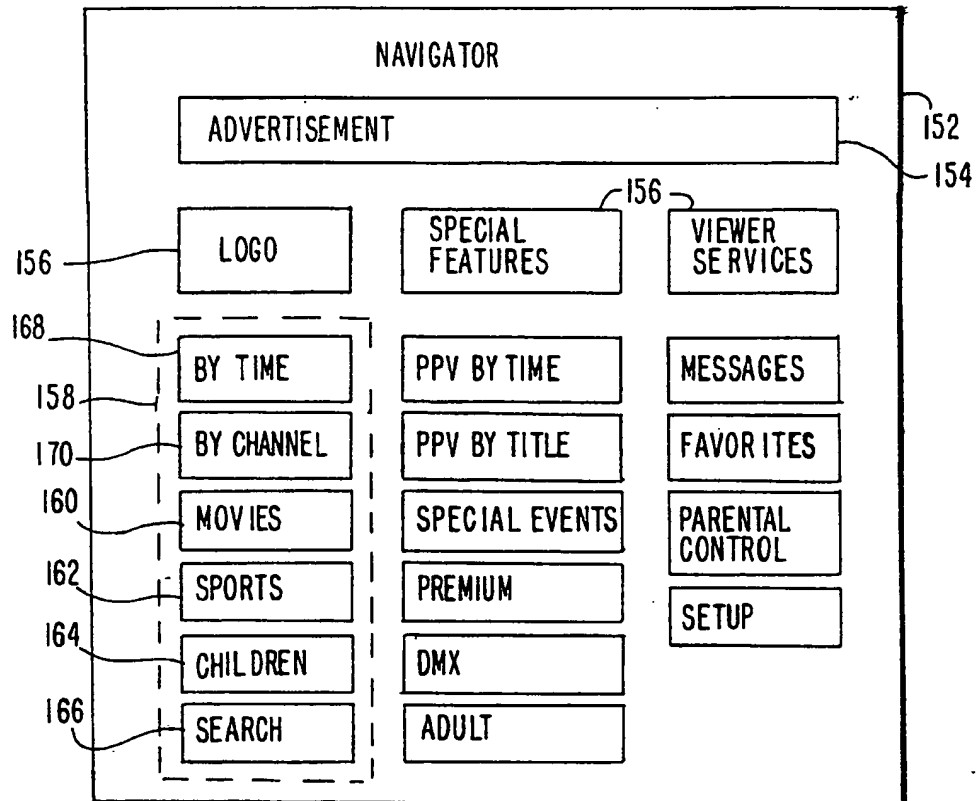 NAVIGATOR
ADVERTISEMENT
152
154
156
156
LOGO
SPECIAL
FEATURES
VIEWER
SERVICES
168
158
170
160
162
164
166
BY TIME
BY CHANNEL
MOVIES
SPORTS
CHILDREN
SEARCH
PPV BY TIME
PPV BY TITLE
SPECIAL EVENTS
PREMIUM
DMX
ADULT
MESSAGES
FAVORITES
PARENTAL
CONTROL
SETUP